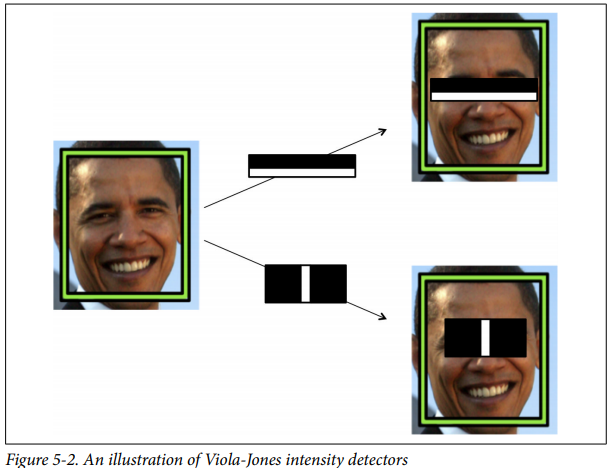 Figure 5-2. An illustration of Viola-Jones intensity detectors